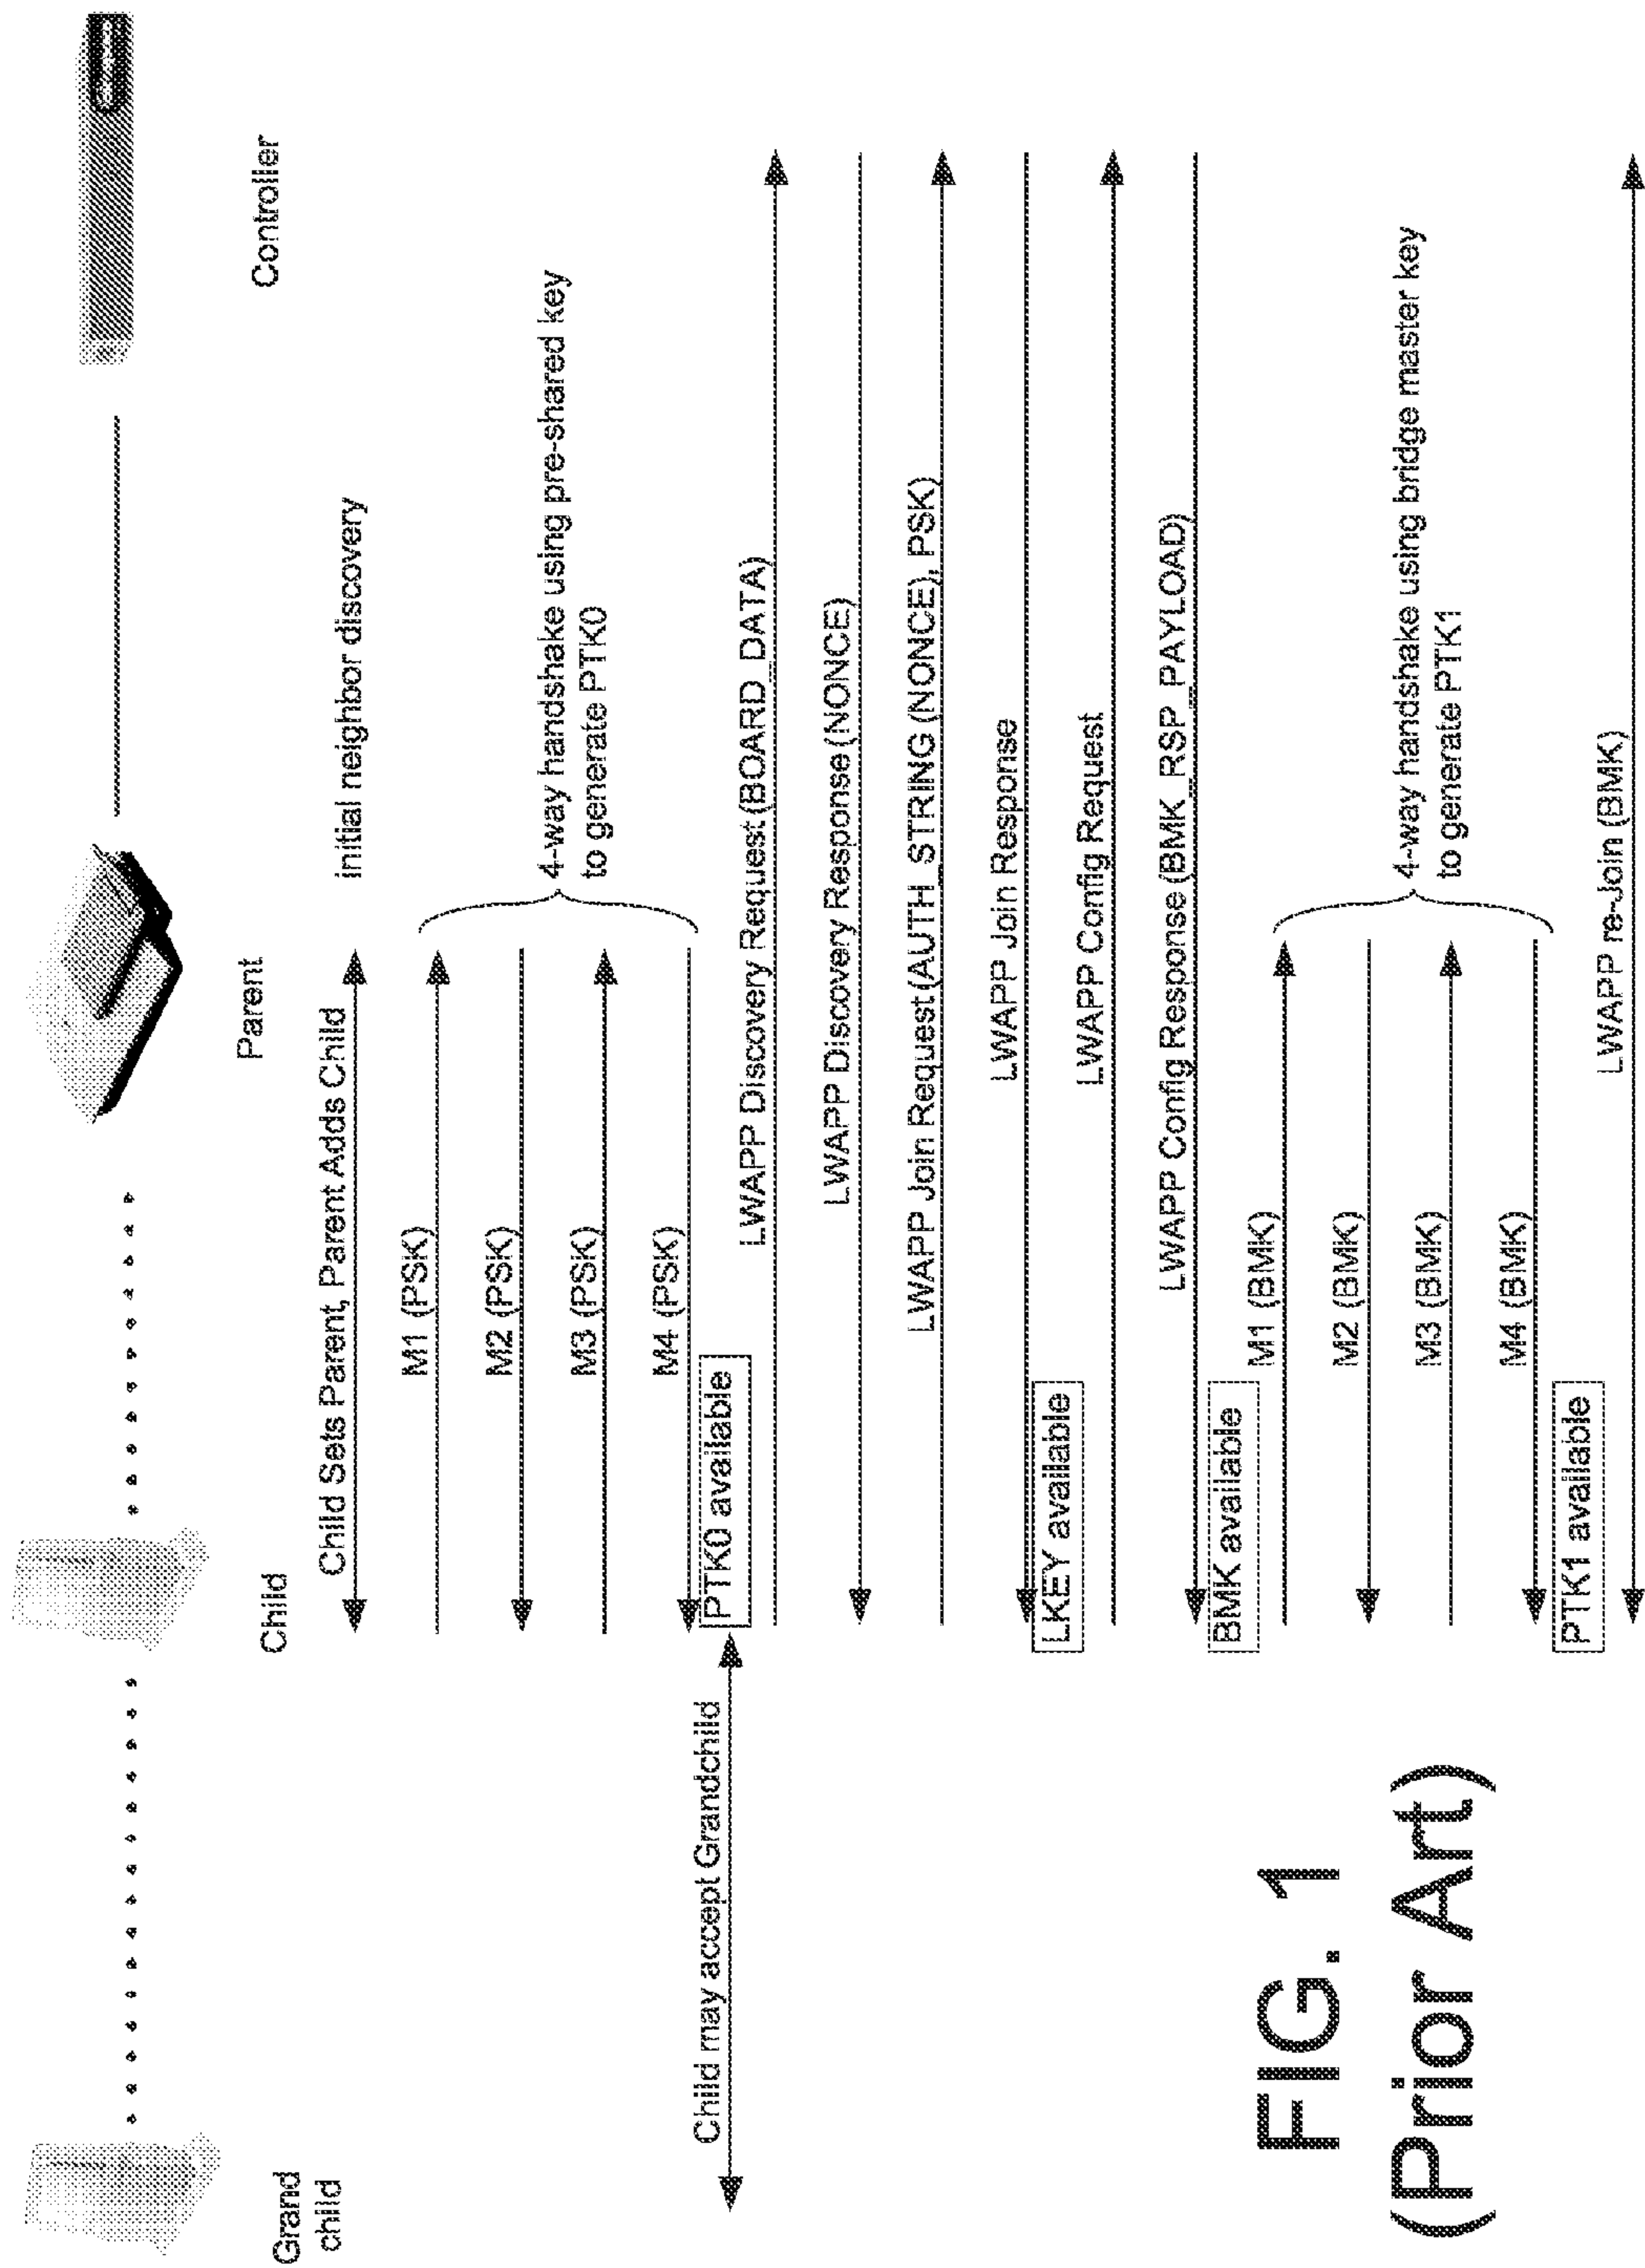 Grand
child
Child
Parent
Controller
Child Sets Parent, Parent Adds Child
initial neighbor discovery
M1 (PSK)
M2 (PSK)
M3 (PSK)
M4 (PSK)
4-way handshake using pre-shared key
to generate PTK0
PTK0 available
Child may accept Grandchild
LWAPP Discovery Request (BOARD_DATA)
LWAPP Discovery Response (NONCE)
LWAPP Join Request (AUTH_STRING (NONCE), PSK)
LWAPP Join Response
LKEY available
LWAPP Config Request
LWAPP Config Response (BMK_RSP_PAYLOAD)
BMK available
M1 (BMK)
M2 (BMK)
M3 (BMK)
M4 (BMK)
4-way handshake using bridge master key
to generate PTK1
PTK1 available
LWAPP re-Join (BMK)
FIG. 1
(Prior Art)